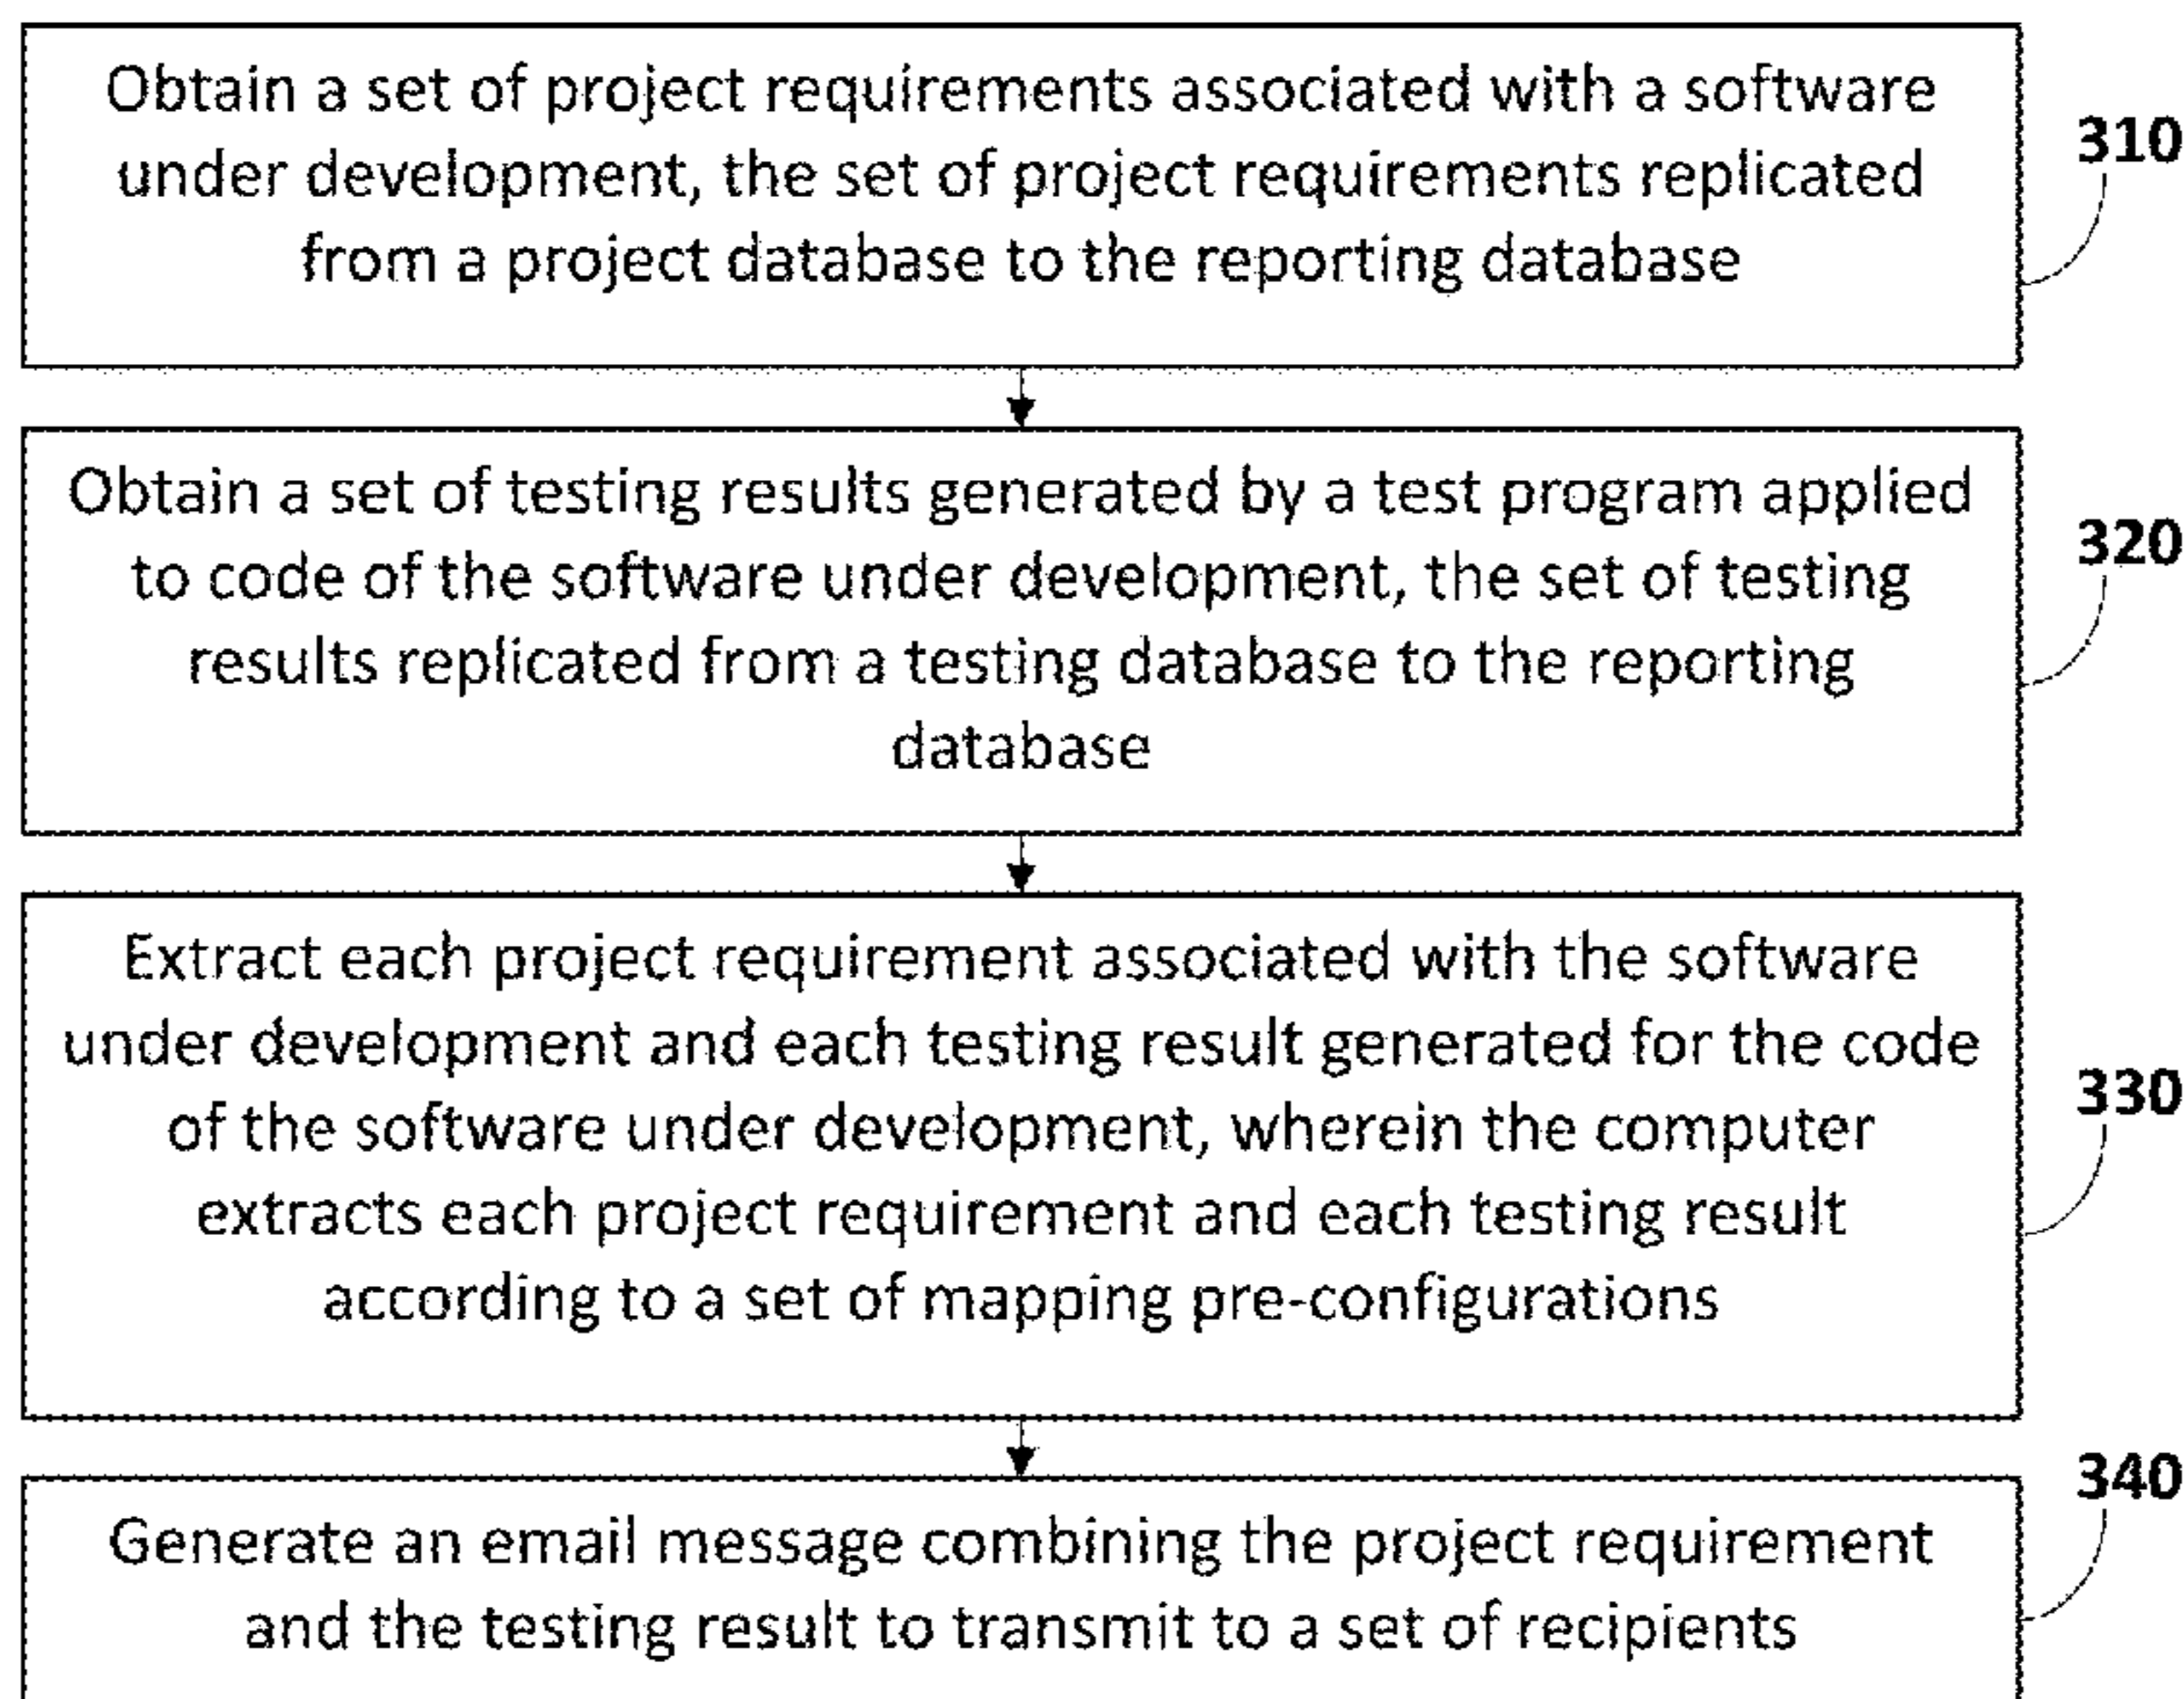 Obtain a set of project requirements associated with a software
under development, the set of project requirements replicated
from a project database to the reporting database
310
Obtain a set of testing results generated by a test program applied
to code of the software under development, the set of testing
results replicated from a testing database to the reporting
database
320
Extract each project requirement associated with the software
under development and each testing result generated for the code
of the software under development, wherein the computer
extracts each project requirement and each testing result
according to a set of mapping pre-configurations
330
Generate an email message combining the project requirement
and the testing result to transmit to a set of recipients
340